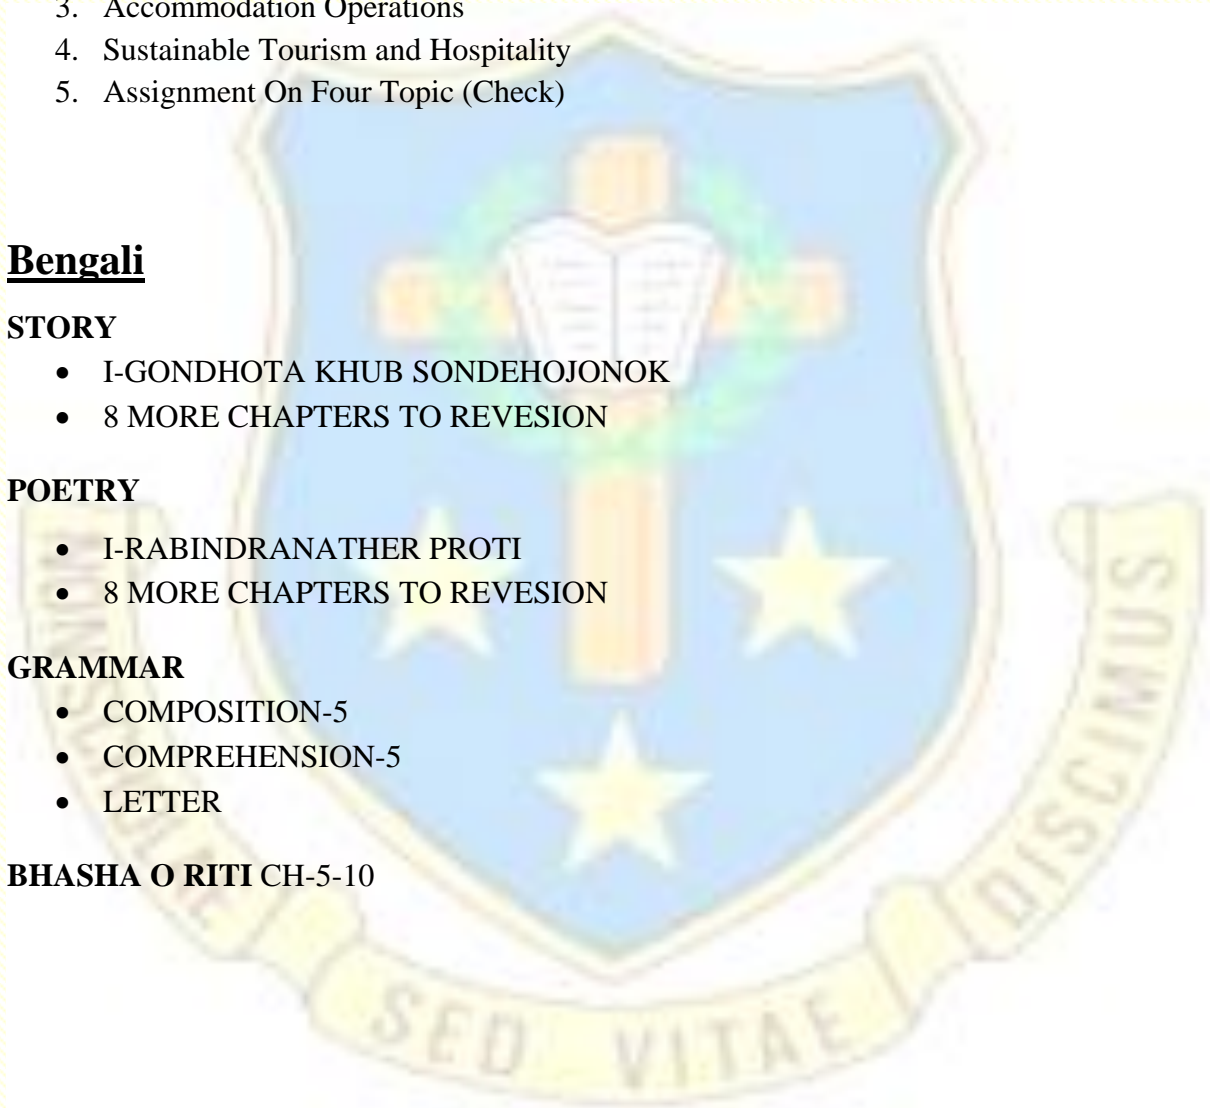 3. Accommodation Operations
4. Sustainable Tourism and Hospitality
5. Assignment On Four Topic (Check)
Bengali
STORY
• I-GONDHOTA KHUB SONDEHOJONOK
• 8 MORE CHAPTERS TO REVESION
POETRY
• I-RABINDRANATHER PROTI
• 8 MORE CHAPTERS TO REVESION
GRAMMAR
• COMPOSITION-5
• COMPREHENSION-5
• LETTER
BHASHA O RITI CH-5-10
SED VITAE DISCIMUS